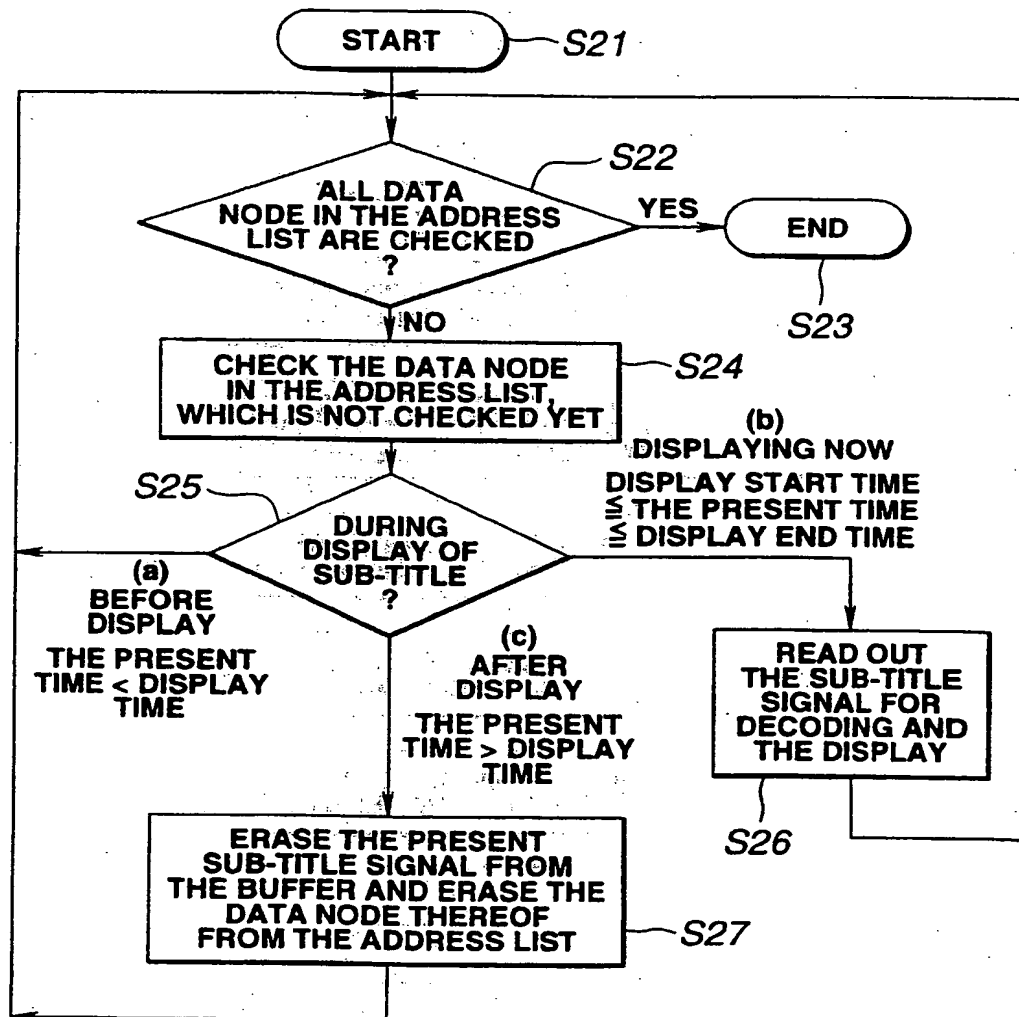 START
S21
S22
ALL DATA
NODE IN THE ADDRESS
LIST ARE CHECKED
?
YES
END
S23
NO
CHECK THE DATA NODE
IN THE ADDRESS LIST,
WHICH IS NOT CHECKED YET
S24
(b)
DISPLAYING NOW
DISPLAY START TIME
≦ THE PRESENT TIME
≦ DISPLAY END TIME
S25
DURING
DISPLAY OF
SUB-TITLE
?
(a)
BEFORE
DISPLAY
THE PRESENT
TIME < DISPLAY
TIME
(c)
AFTER
DISPLAY
THE PRESENT
TIME > DISPLAY
TIME
READ OUT
THE SUB-TITLE
SIGNAL FOR
DECODING AND
THE DISPLAY
S26
ERASE THE PRESENT
SUB-TITLE SIGNAL FROM
THE BUFFER AND ERASE THE
DATA NODE THEREOF
FROM THE ADDRESS LIST
S27